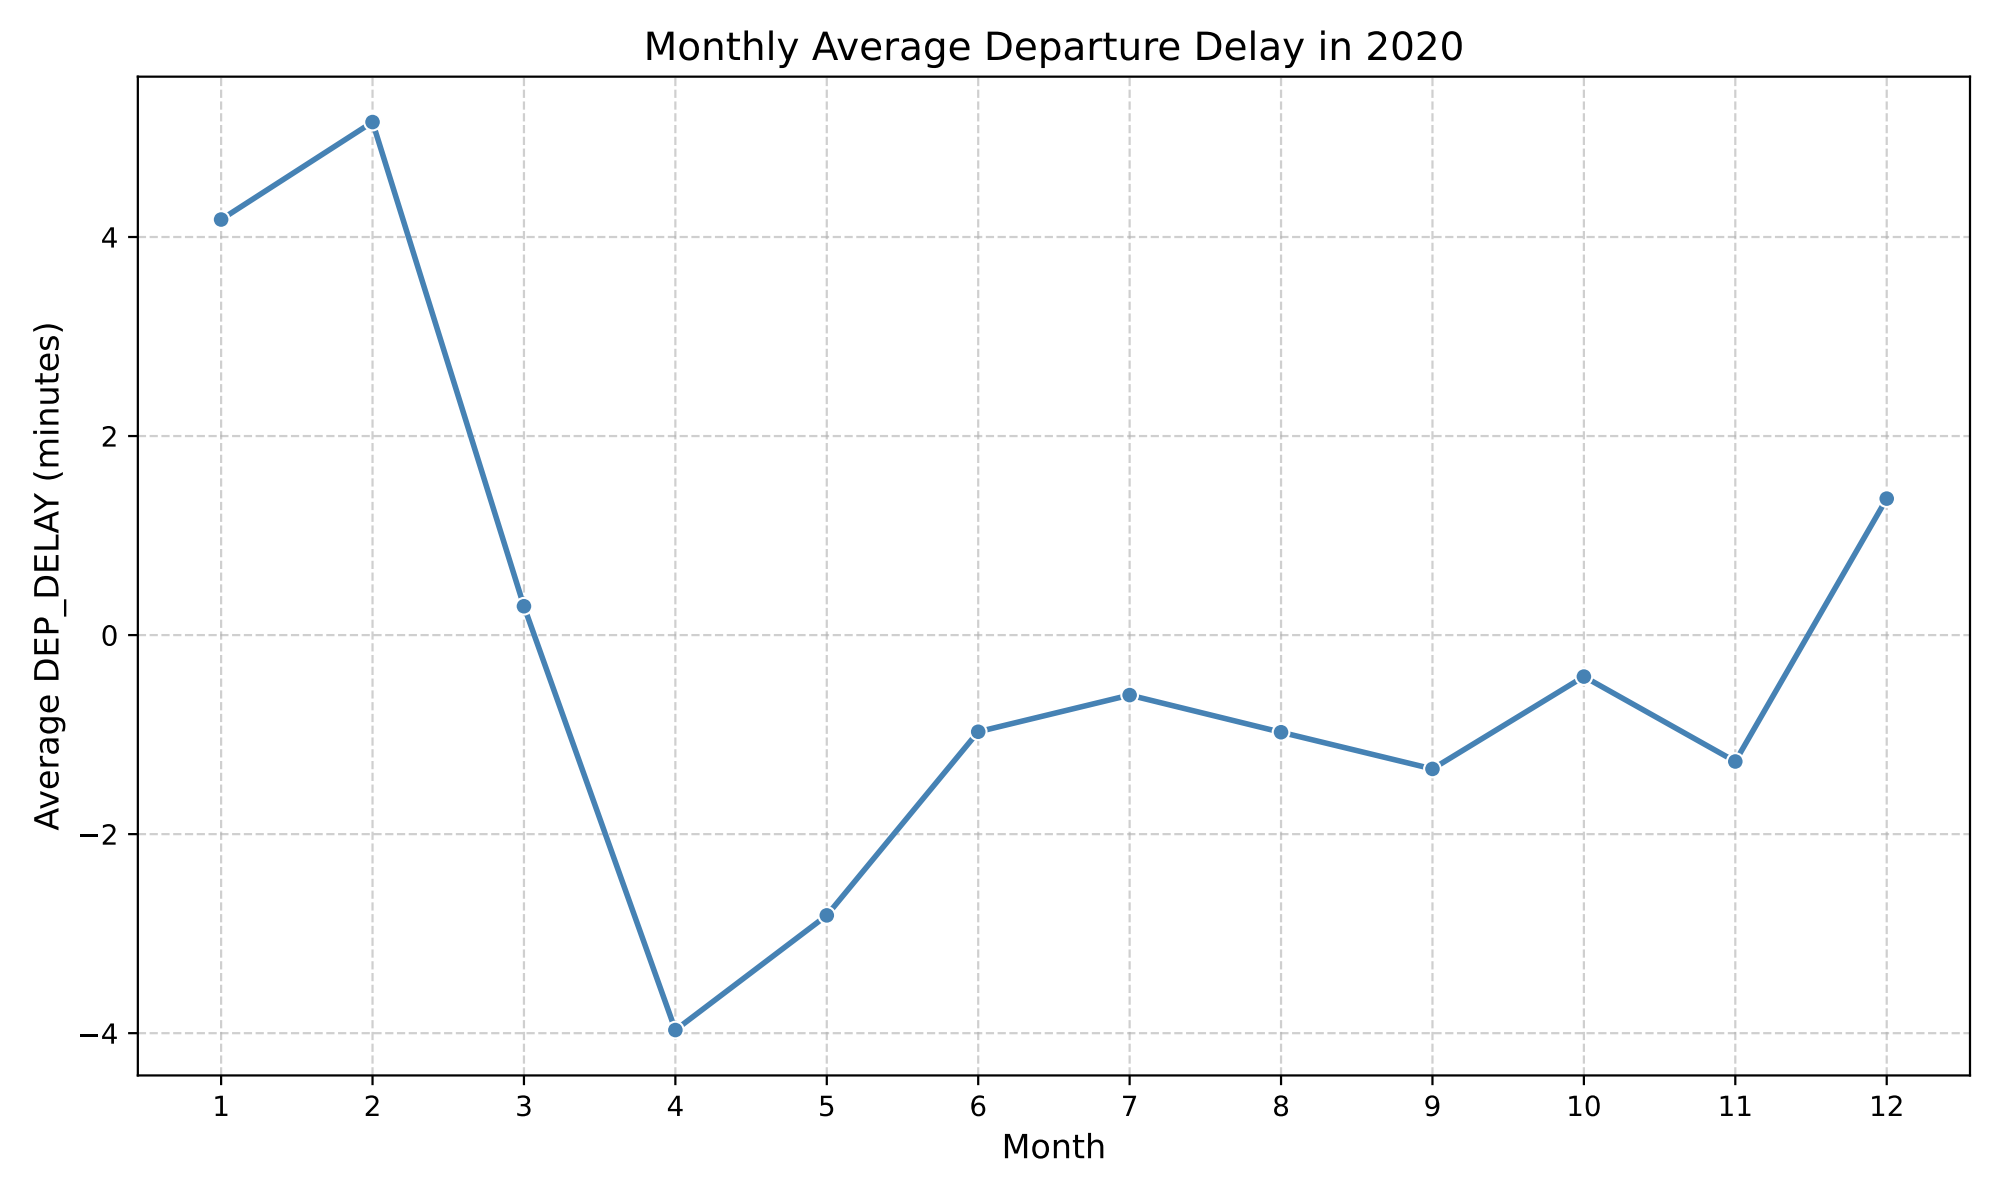 Monthly Average Departure Delay in 2020
Average DEP_DELAY (minutes)
4
2
0
−2
−4
1 2 3 4 5 6 7 8 9 10 11 12
Month